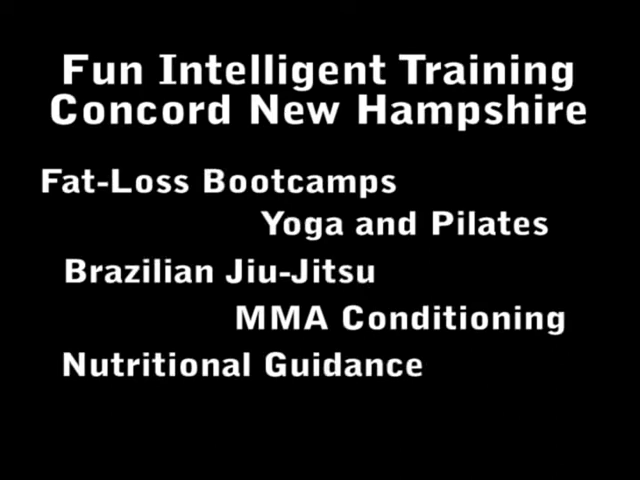 Fun Intelligent Training
Concord New Hampshire
Fat-Loss Bootcamps
Yoga and Pilates
Brazilian Jiu-Jitsu
MMA Conditioning
Nutritional Guidance